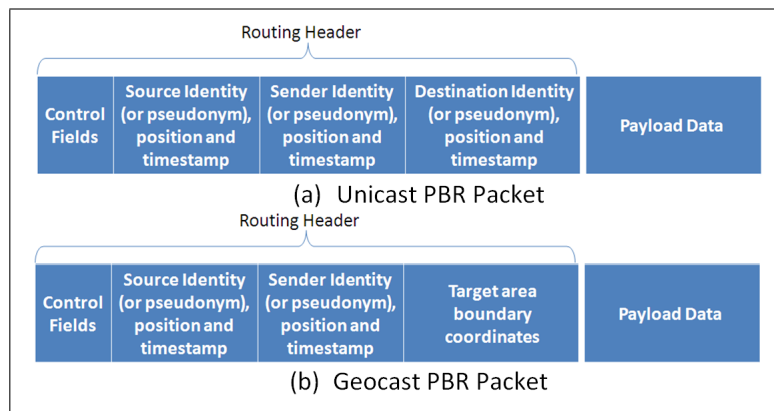 Routing Header
Control
Fields
Source Identity
(or pseudonym),
position and
timestamp
Sender Identity
(or pseudonym),
position and
timestamp
Destination Identity
(or pseudonym),
position and
timestamp
Payload Data
(a) Unicast PBR Packet
Routing Header
Control
Fields
Source Identity
(or pseudonym),
position and
timestamp
Sender Identity
(or pseudonym),
position and
timestamp
Target area
boundary
coordinates
Payload Data
(b) Geocast PBR Packet